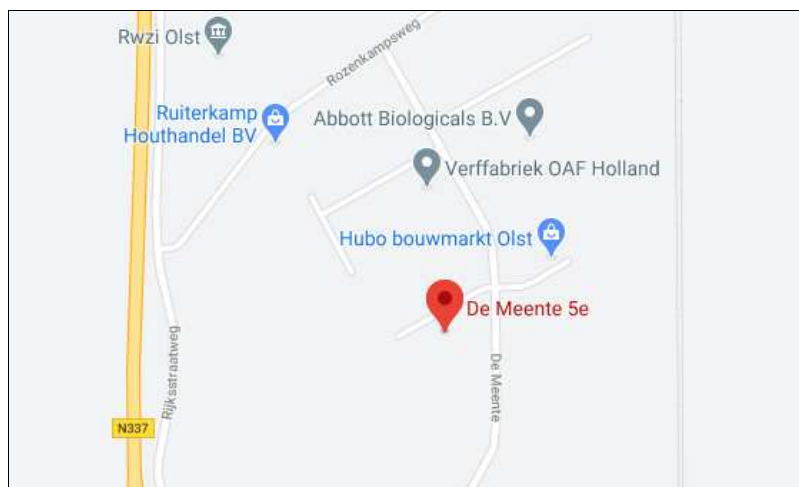 Rwzi Olst
Rozenkampsweg
Ruiterkamp
Houthandel BV
Abbott Biologicals B.V
Verffabriek OAF Holland
Hubo bouwmarkt Olst
De Meente 5e
Rijksstraatweg
De Meente
N337